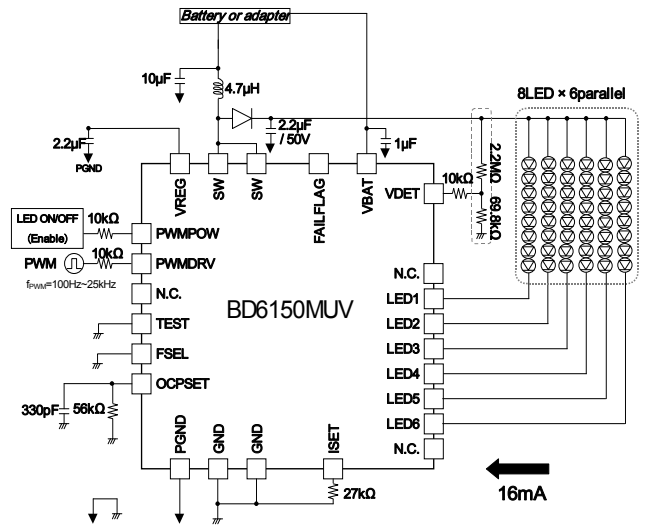 Battery or adapter
10µF
4.7µH
8LED × 6parallel
2.2µF
/ 50V
2.2µF
PGND
1µF
2.2MΩ
69.8kΩ
10kΩ
VREG
SW
SW
FAILFLAG
VBAT
VDET
LED ON/OFF
(Enable)
10kΩ
PWMPOW
PWM
10kΩ
PWMDRV
fPWM=100Hz~25kHz
N.C.
N.C.
BD6150MUV
LED1
TEST
LED2
FSEL
LED3
OCPSET
LED4
330pF
56kΩ
LED5
LED6
PGND
GND
GND
ISET
N.C.
27kΩ
16mA